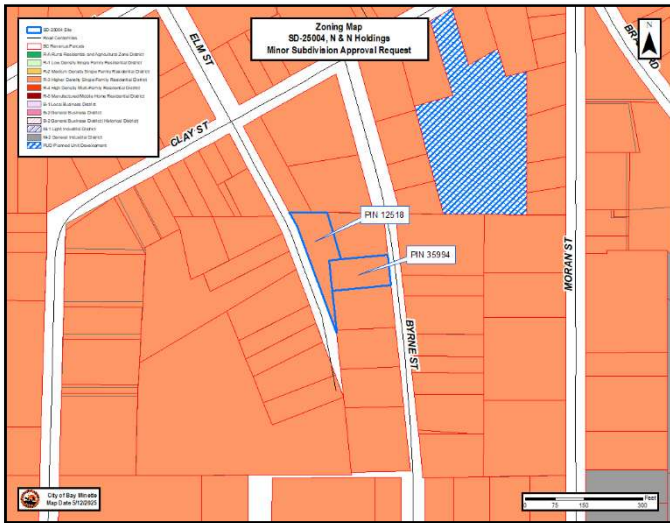 Zoning Map
SD-25004, N & N Holdings
Minor Subdivision Approval Request
SD-25004 Site
Road Centerlines
BC Revenue Parcels
R-A Rural Residential and Agricultural Zone District
R-1 Low Density Single Family Residential District
R-2 Medium Density Single Family Residential District
R-3 Higher Density Single Family Residential District
R-4 High Density Multi-Family Residential District
R-5 Manufactured/Mobile Home Residential District
B-1 Local Business District
B-2 General Business District
B-2 General Business District/ Historical District
M-1 Light Industrial District
M-2 General Industrial District
PUD Planned Unit Development
ELM ST
CLAY ST
N
PIN 12518
PIN 35994
MORAN ST
BYRNE ST
City of Bay Minette
Map Date 5/12/2025
Feet
0 75 150 300